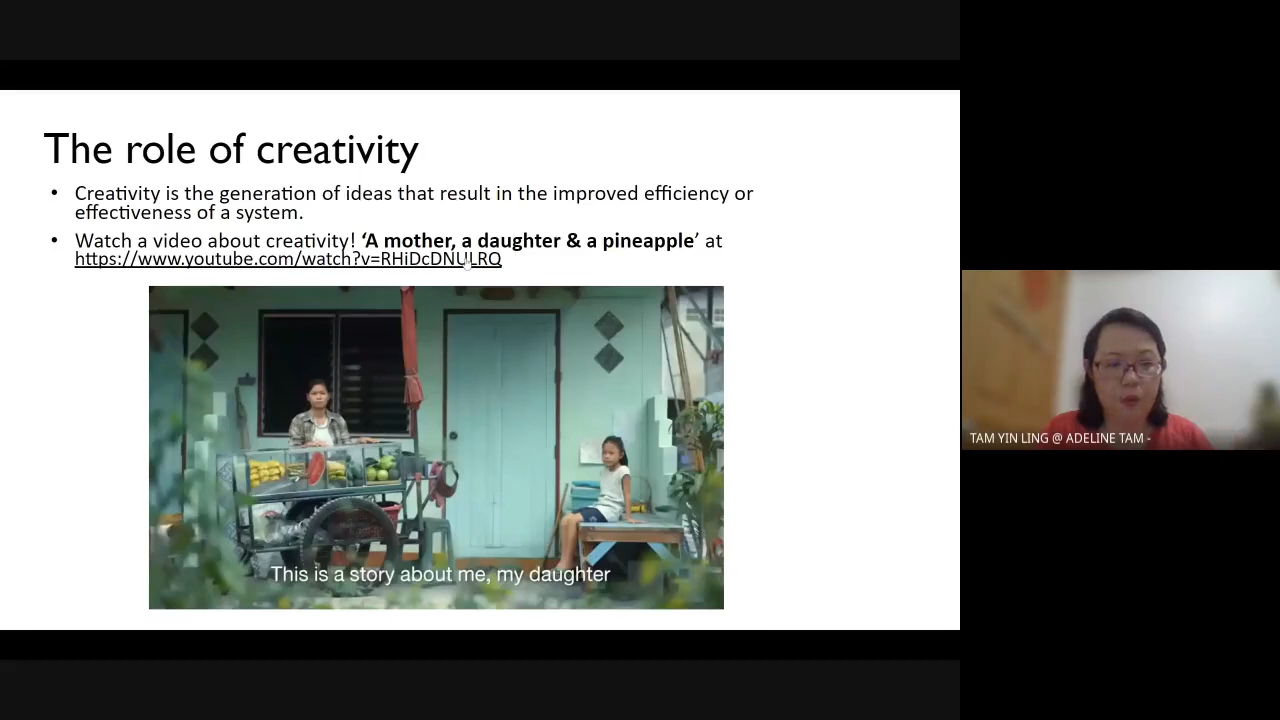 The role of creativity
• Creativity is the generation of ideas that result in the improved efficiency or
effectiveness of a system.
• Watch a video about creativity! ‘A mother, a daughter & a pineapple’ at
https://www.youtube.com/watch?v=RHiDcDNULRQ
This is a story about me, my daughter
TAM YIN LING @ ADELINE TAM -